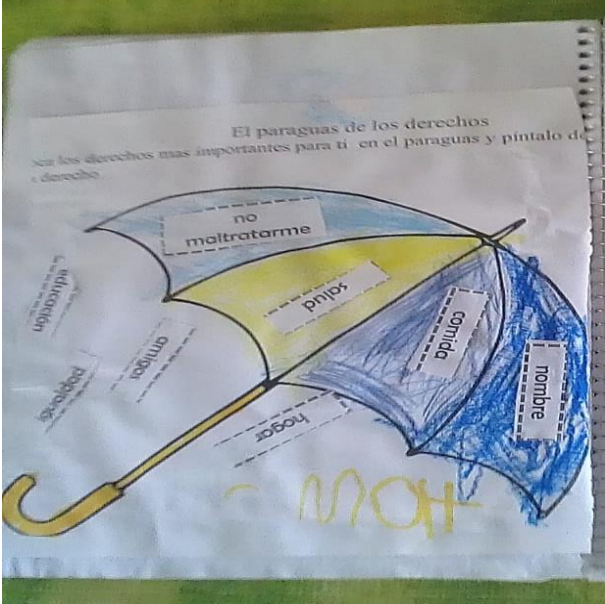 El paraguas de los derechos
los derechos mas importantes para ti en el paraguas y píntalo de
derecho
no
maltratarme
salud
comida
nombre
educación
amigos
hogar